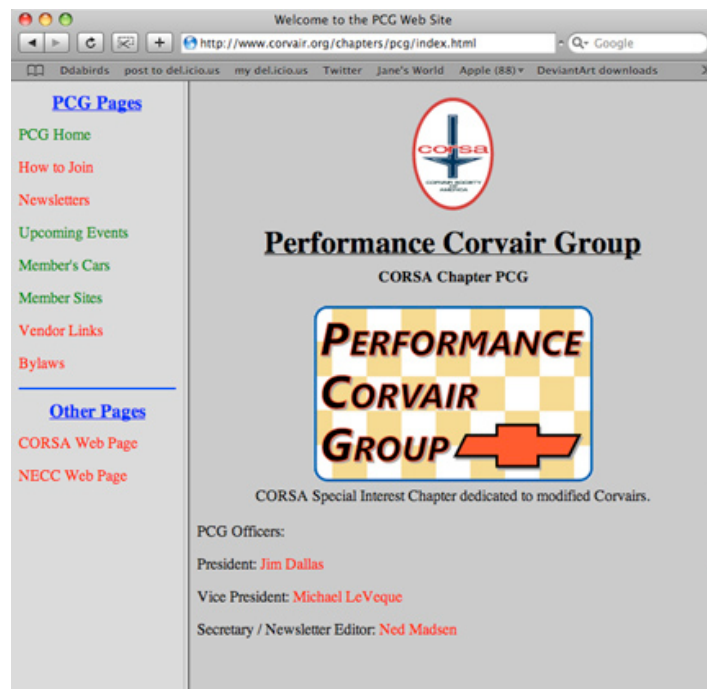 Welcome to the PCG Web Site
http://www.corvair.org/chapters/pcg/index.html
Google
Ddabirds post to del.icio.us my del.icio.us Twitter Jane's World Apple (88) DeviantArt downloads
PCG Pages
PCG Home
How to Join
Newsletters
Upcoming Events
Member's Cars
Member Sites
Vendor Links
Bylaws
Other Pages
CORSA Web Page
NECC Web Page
corsa
CORVAIR SOCIETY
OF
AMERICA
Performance Corvair Group
CORSA Chapter PCG
PERFORMANCE
CORVAIR
GROUP
CORSA Special Interest Chapter dedicated to modified Corvairs.
PCG Officers:
President: Jim Dallas
Vice President: Michael LeVeque
Secretary / Newsletter Editor: Ned Madsen